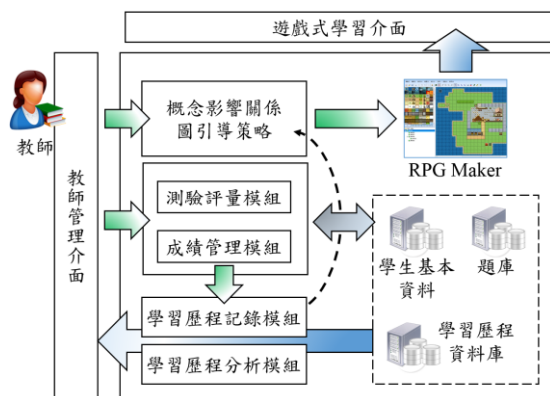 遊戲式學習介面
教師
教師管理介面
概念影響關係
圖引導策略
RPG Maker
測驗評量模組
成績管理模組
學生基本
資料
題庫
學習歷程記錄模組
學習歷程分析模組
學習歷程
資料庫